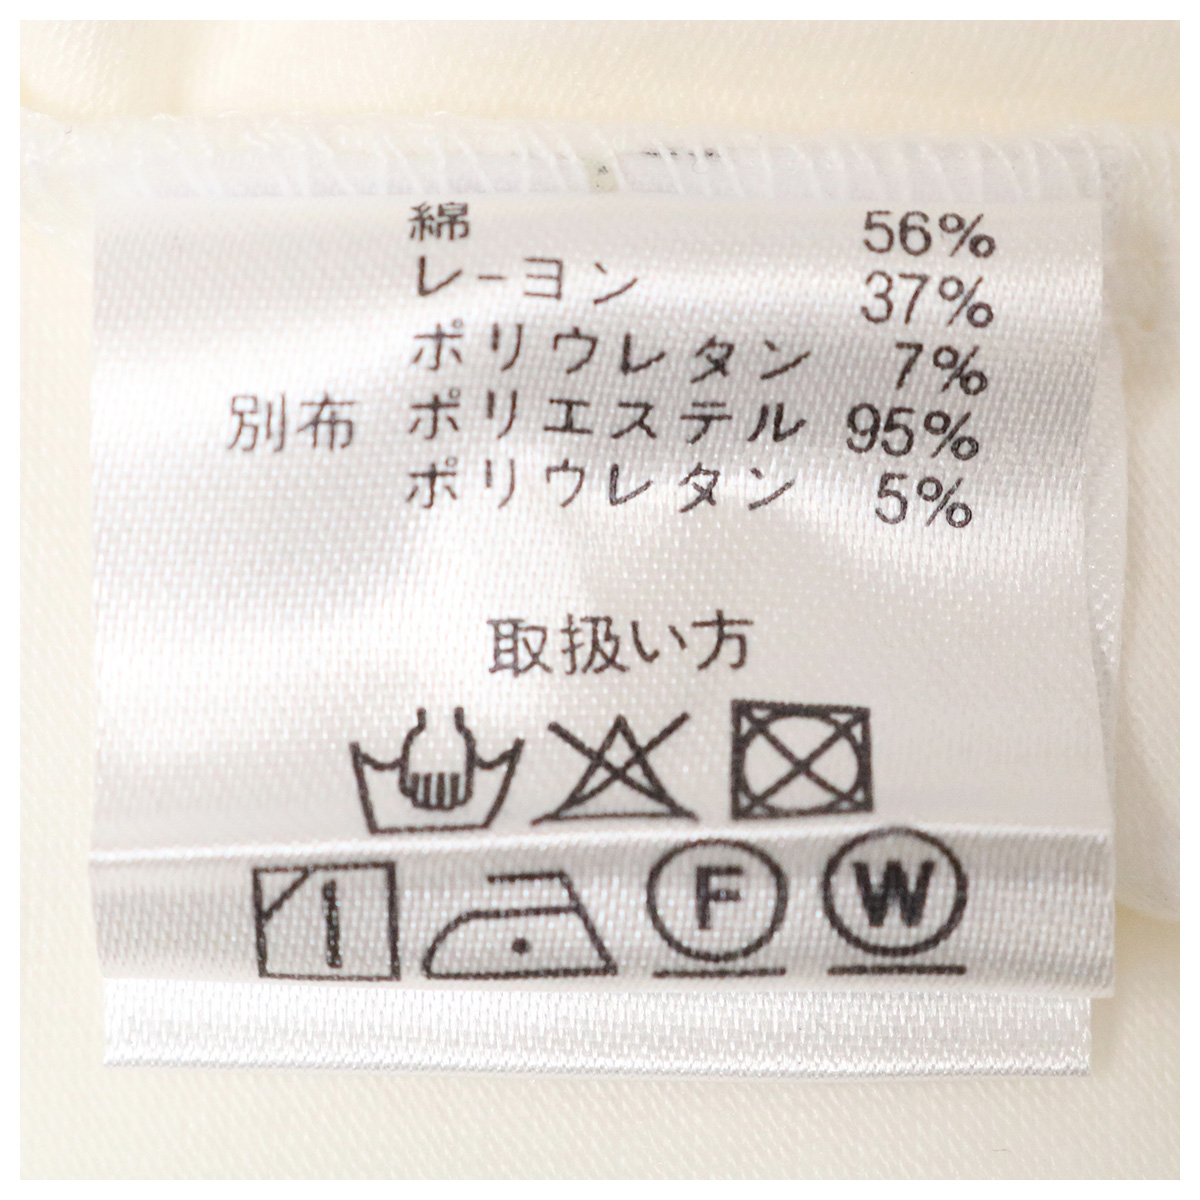 綿 56%
レーヨン 37%
ポリウレタン 7%
別布 ポリエステル 95%
ポリウレタン 5%
取扱い方
F W